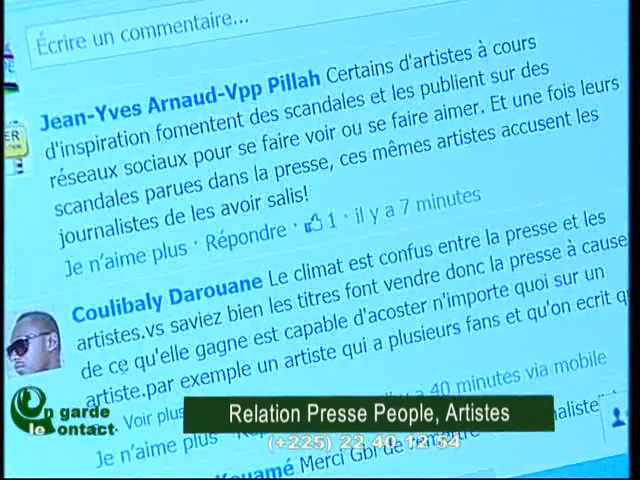 Écrire un commentaire...
Jean-Yves Arnaud-Vpp Pillah Certains d'artistes à cours
d'inspiration fomentent des scandales et les publient sur des
réseaux sociaux pour se faire voir ou se faire aimer. Et une fois leurs
scandales parues dans la presse, ces mêmes artistes accusent les
journalistes de les avoir salis!
Je n'aime plus · Répondre · 1 · il y a 7 minutes
Coulibaly Darouane Le climat est confus entre la presse et les
artistes.vs saviez bien les titres font vendre donc la presse à cause
de ce qu'elle gagne est capable d'acoster n'importe quoi sur un
artiste.par exemple un artiste qui a plusieurs fans et qu'on ecrit
Voir plus
Je n'aime plus · 40 minutes via mobile
Kouamé Merci Gbi de
On garde le Contact
Relation Presse People, Artistes
(+225) 22 40 12 54